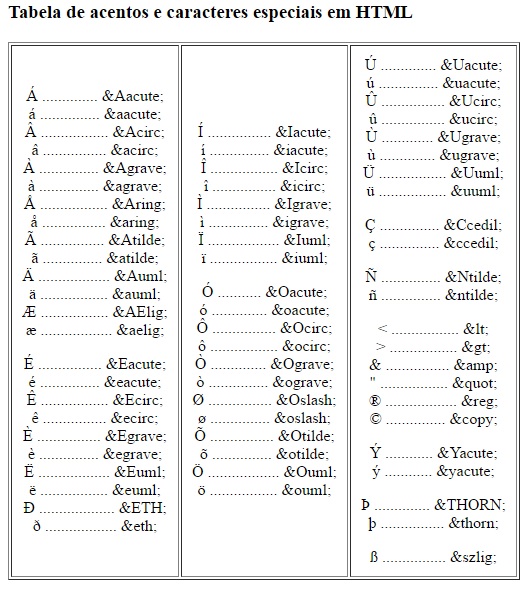 Tabela de acentos e caracteres especiais em HTML
Á .............. &Aacute;
á .............. &aacute;
Â ................ &Acirc;
â ................ &acirc;
À ............. &Agrave;
à ............. &agrave;
Å ................ &Aring;
å ................ &aring;
Ã .............. &Atilde;
ã .............. &atilde;
Ä ................. &Auml;
ä ................. &auml;
Æ .............. &AElig;
æ .............. &aelig;
É .............. &Eacute;
é .............. &eacute;
Ê ................ &Ecirc;
ê ................ &ecirc;
È ............. &Egrave;
è ............. &egrave;
Ë ................. &Euml;
ë ................. &euml;
Ð .................. &ETH;
ð .................. &eth;
Í ................ &Iacute;
í ................ &iacute;
Î .................. &Icirc;
î .................. &icirc;
Ì ............... &Igrave;
ì ............... &igrave;
Ï .................. &Iuml;
ï .................. &iuml;
Ó ........... &Oacute;
ó .............. &oacute;
Ô ................ &Ocirc;
ô ................ &ocirc;
Ò ............. &Ograve;
ò ............. &ograve;
Ø ............. &Oslash;
ø ............. &oslash;
Õ .............. &Otilde;
õ .............. &otilde;
Ö ................. &Ouml;
ö ................. &ouml;
Ú .............. &Uacute;
ú .............. &uacute;
Û ................ &Ucirc;
û ................ &ucirc;
Ù ............. &Ugrave;
ù ............. &ugrave;
Ü ............... &Uuml;
ü ............... &uuml;
Ç ............... &Ccedil;
ç ............... &ccedil;
Ñ ............... &Ntilde;
ñ ............... &ntilde;
< ................. &lt;
> ................. &gt;
& ................ &amp;
" ................. &quot;
® .................. &reg;
© ................ &copy;
Ý ............. &Yacute;
ý ............. &yacute;
Þ .............. &THORN;
þ ................ &thorn;
ß ................ &szlig;